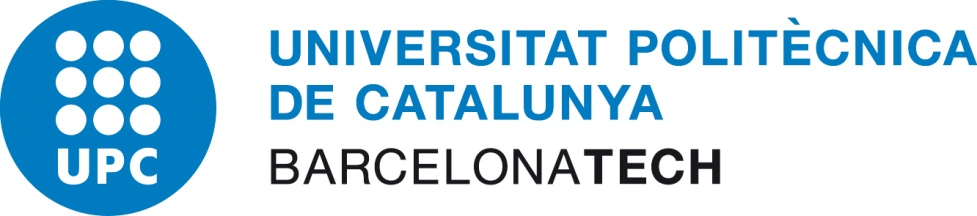 UPC
UNIVERSITAT POLITÈCNICA
DE CATALUNYA
BARCELONATECH